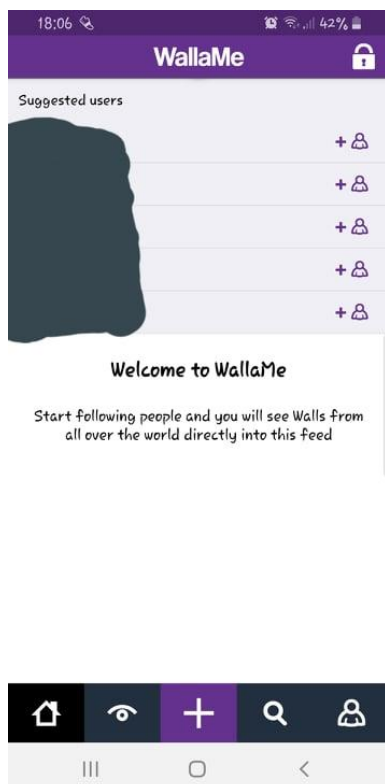 18:06 42%
WallaMe
Suggested users
Welcome to WallaMe
Start following people and you will see Walls from
all over the world directly into this feed